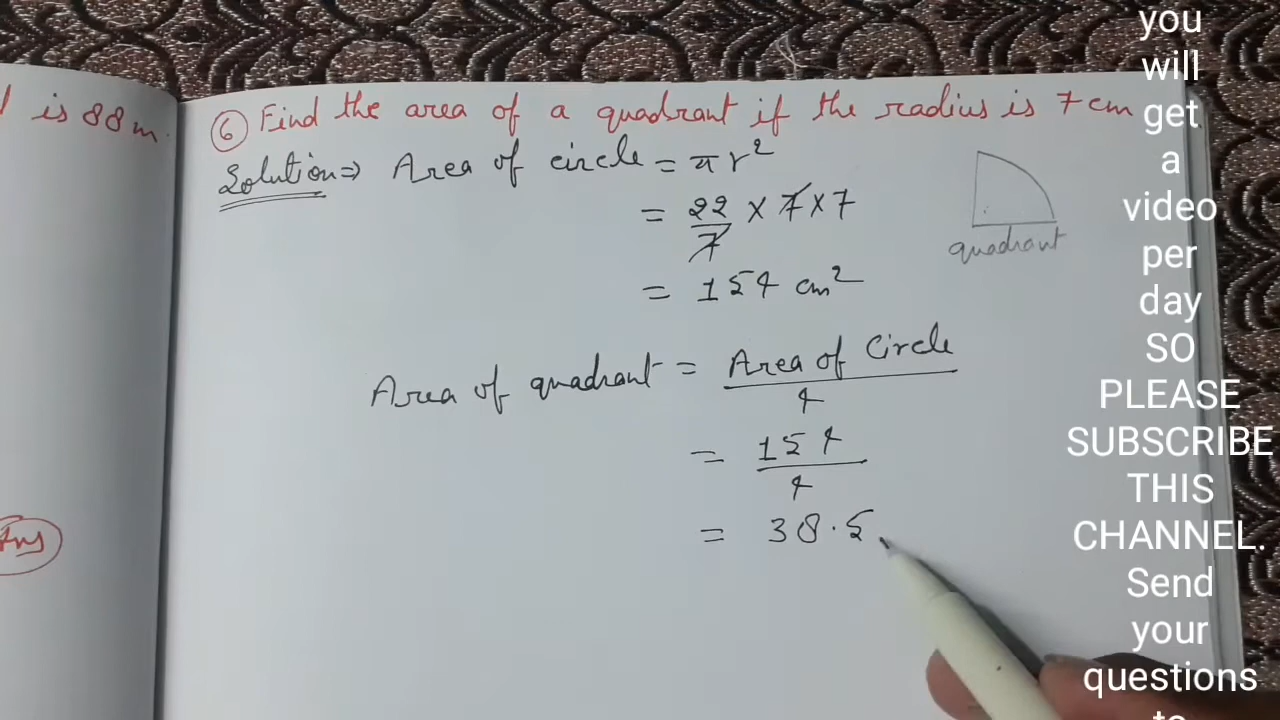 is 88 m.
⑥ Find the area of a quadrant if the radius is 7 cm
Solution ⇒ Area of circle = πr²
= 22/7 × 7 × 7
= 154 cm²
quadrant
Area of quadrant = Area of Circle / 4
= 154 / 4
= 38.5
Ans
you
will
get
a
video
per
day
SO
PLEASE
SUBSCRIBE
THIS
CHANNEL.
Send
your
questions